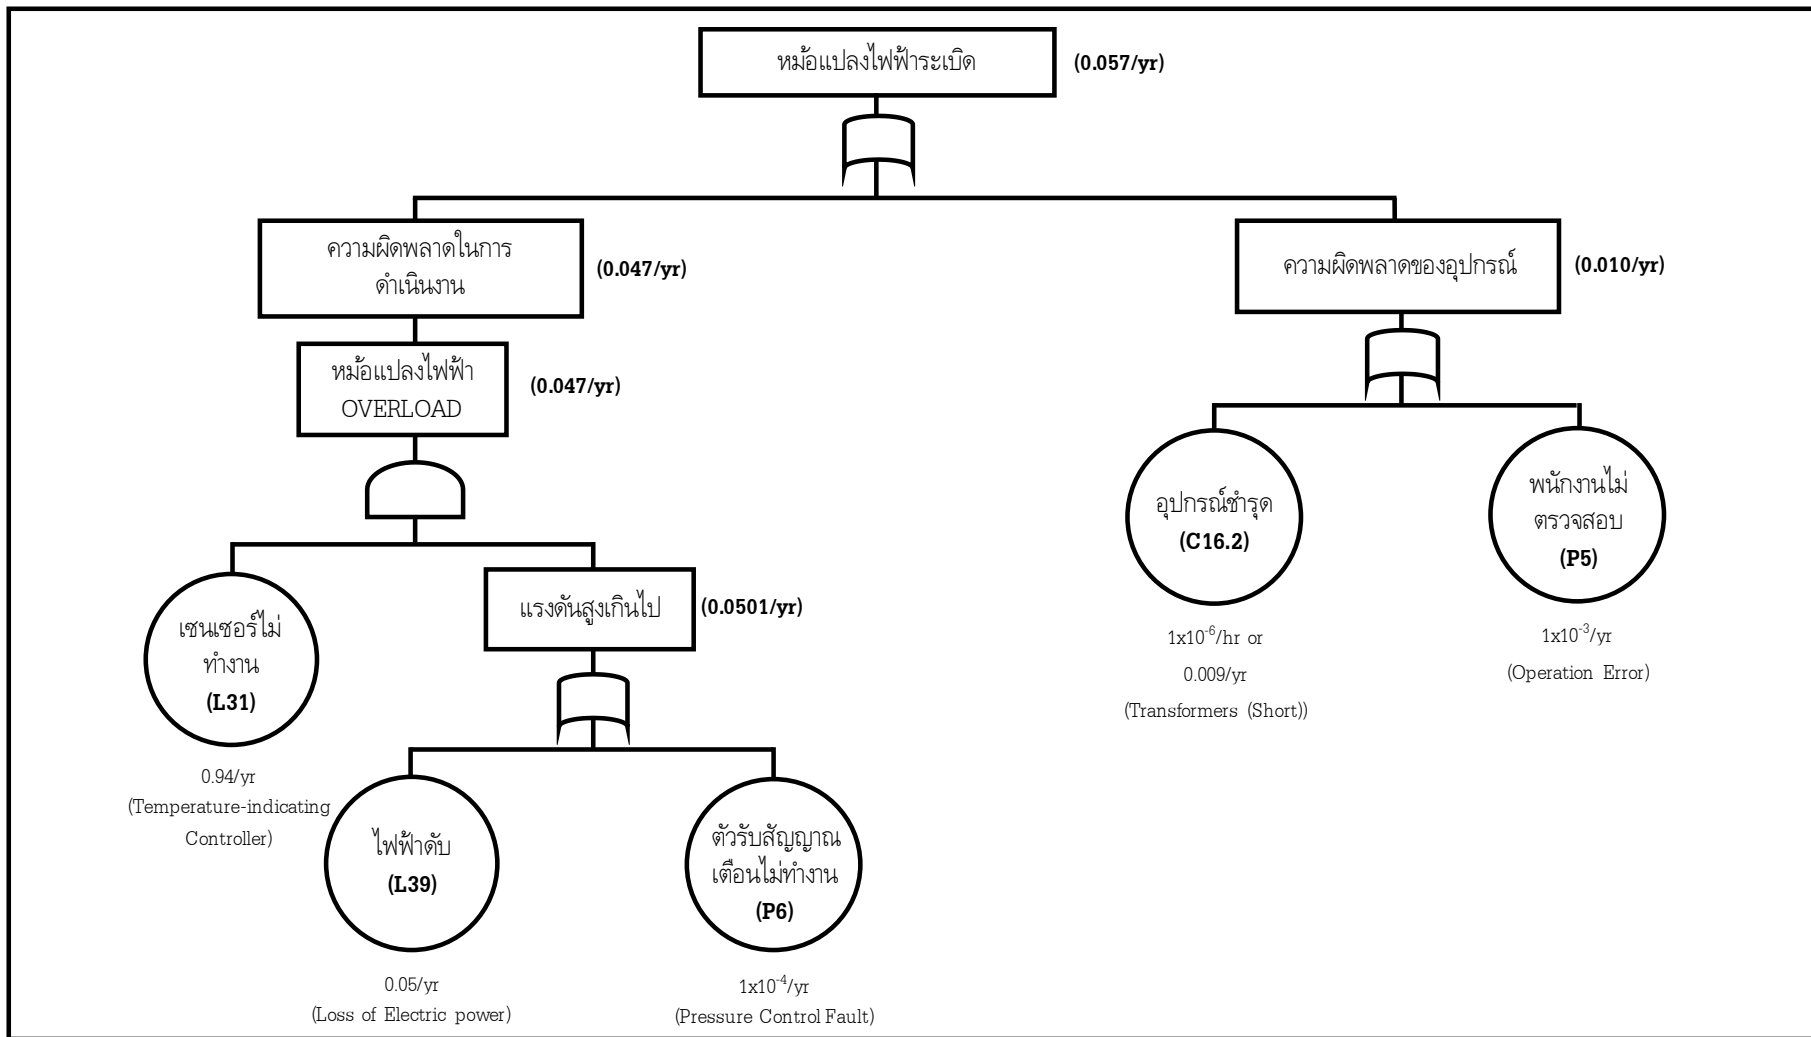 หม้อแปลงไฟฟ้าระเบิด
(0.057/yr)
ความผิดพลาดในการ
ดำเนินงาน
(0.047/yr)
ความผิดพลาดของอุปกรณ์
(0.010/yr)
หม้อแปลงไฟฟ้า
OVERLOAD
(0.047/yr)
อุปกรณ์ชำรุด
(C16.2)
1x10⁻⁶/hr or
0.009/yr
(Transformers (Short))
พนักงานไม่
ตรวจสอบ
(P5)
1x10⁻³/yr
(Operation Error)
เซนเซอร์ไม่
ทำงาน
(L31)
0.94/yr
(Temperature-indicating
Controller)
แรงดันสูงเกินไป
(0.0501/yr)
ไฟฟ้าดับ
(L39)
0.05/yr
(Loss of Electric power)
ตัวรับสัญญาณ
เตือนไม่ทำงาน
(P6)
1x10⁻⁴/yr
(Pressure Control Fault)